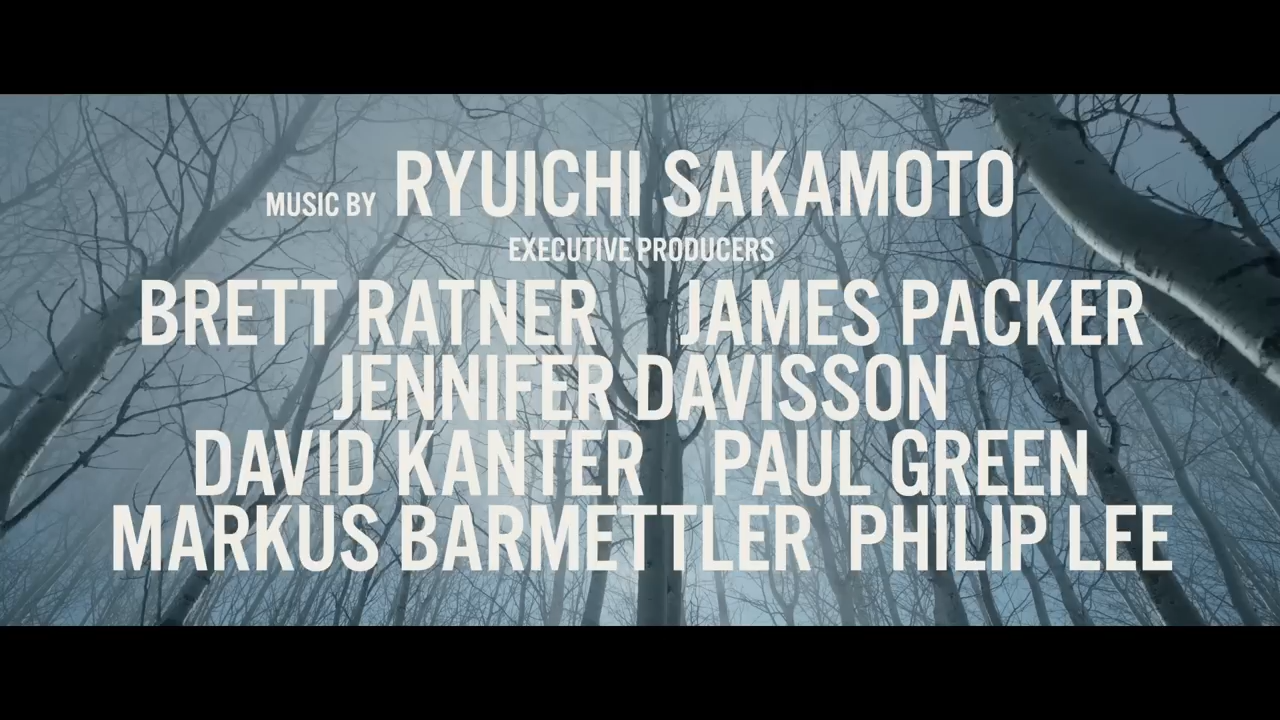 MUSIC BY RYUICHI SAKAMOTO
EXECUTIVE PRODUCERS
BRETT RATNER JAMES PACKER
JENNIFER DAVISSON
DAVID KANTER PAUL GREEN
MARKUS BARMETTLER PHILIP LEE